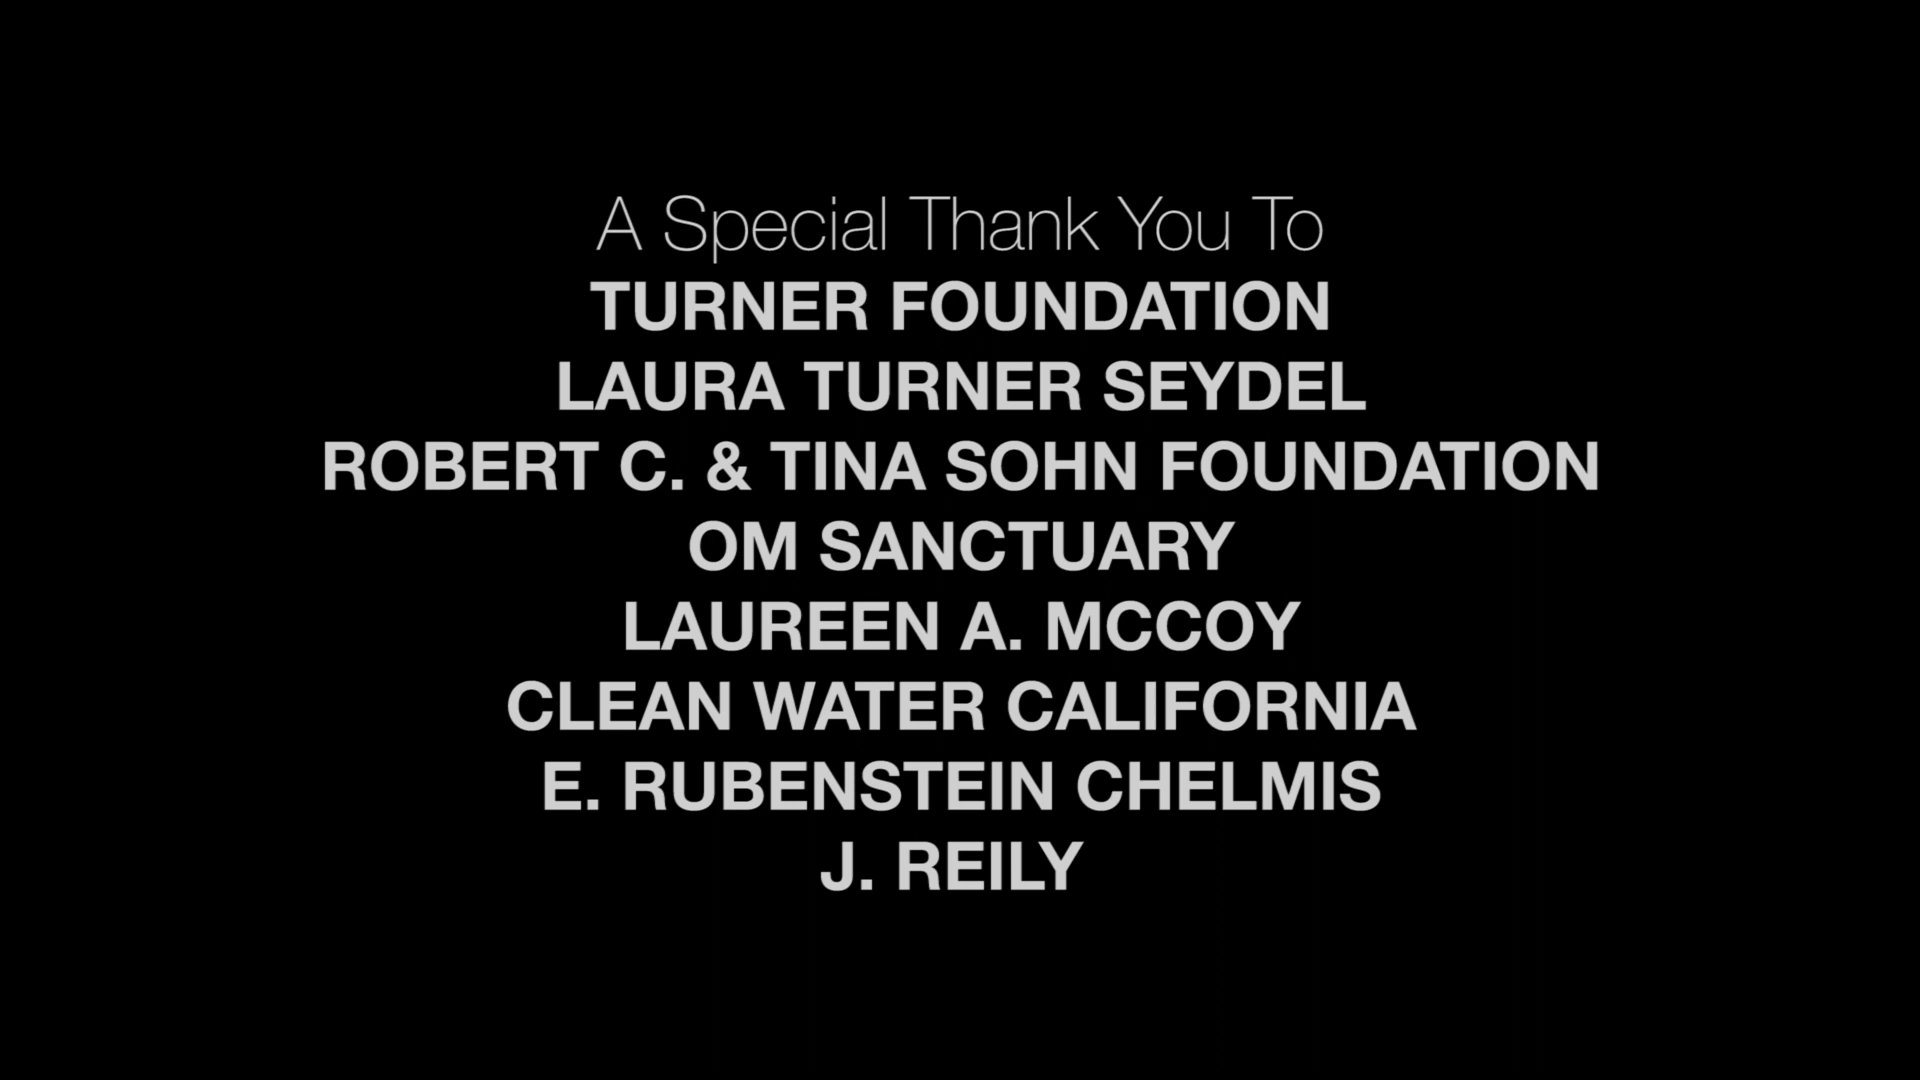 A Special Thank You To
TURNER FOUNDATION
LAURA TURNER SEYDEL
ROBERT C. & TINA SOHN FOUNDATION
OM SANCTUARY
LAUREEN A. MCCOY
CLEAN WATER CALIFORNIA
E. RUBENSTEIN CHELMIS
J. REILY